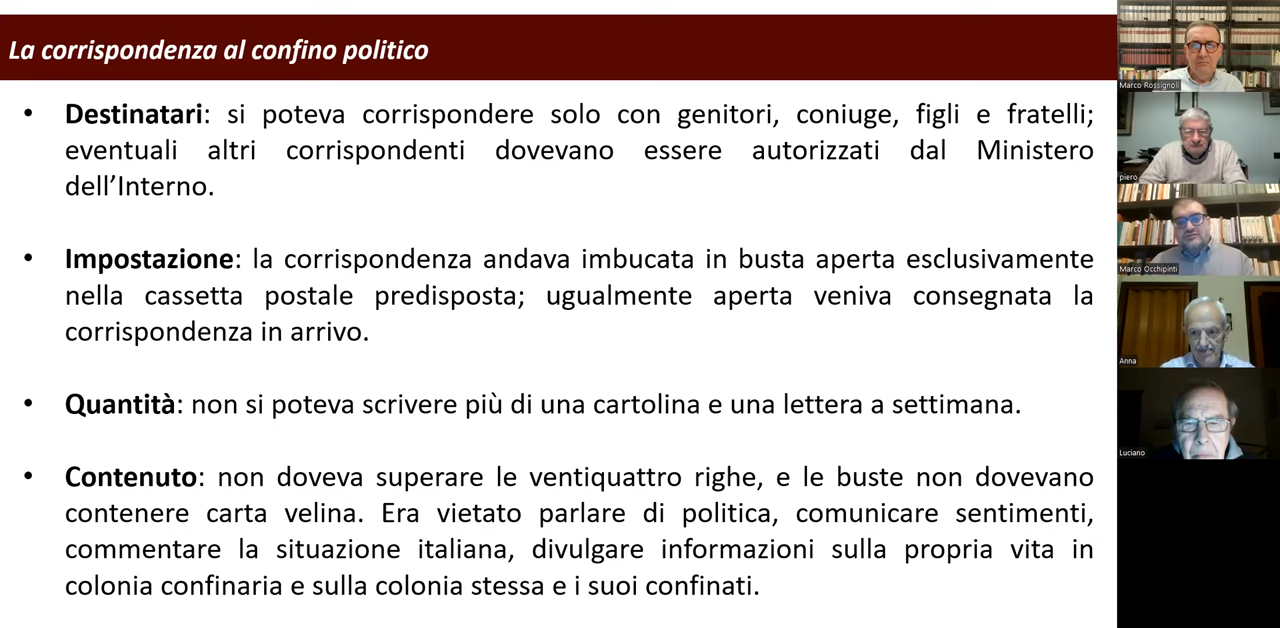 La corrispondenza al confino politico
• Destinatari: si poteva corrispondere solo con genitori, coniuge, figli e fratelli;
eventuali altri corrispondenti dovevano essere autorizzati dal Ministero
dell’Interno.
• Impostazione: la corrispondenza andava imbucata in busta aperta esclusivamente
nella cassetta postale predisposta; ugualmente aperta veniva consegnata la
corrispondenza in arrivo.
• Quantità: non si poteva scrivere più di una cartolina e una lettera a settimana.
• Contenuto: non doveva superare le ventiquattro righe, e le buste non dovevano
contenere carta velina. Era vietato parlare di politica, comunicare sentimenti,
commentare la situazione italiana, divulgare informazioni sulla propria vita in
colonia confinaria e sulla colonia stessa e i suoi confinati.
Marco Rossignoli
piero
Marco Occhipinti
Anna
Luciano